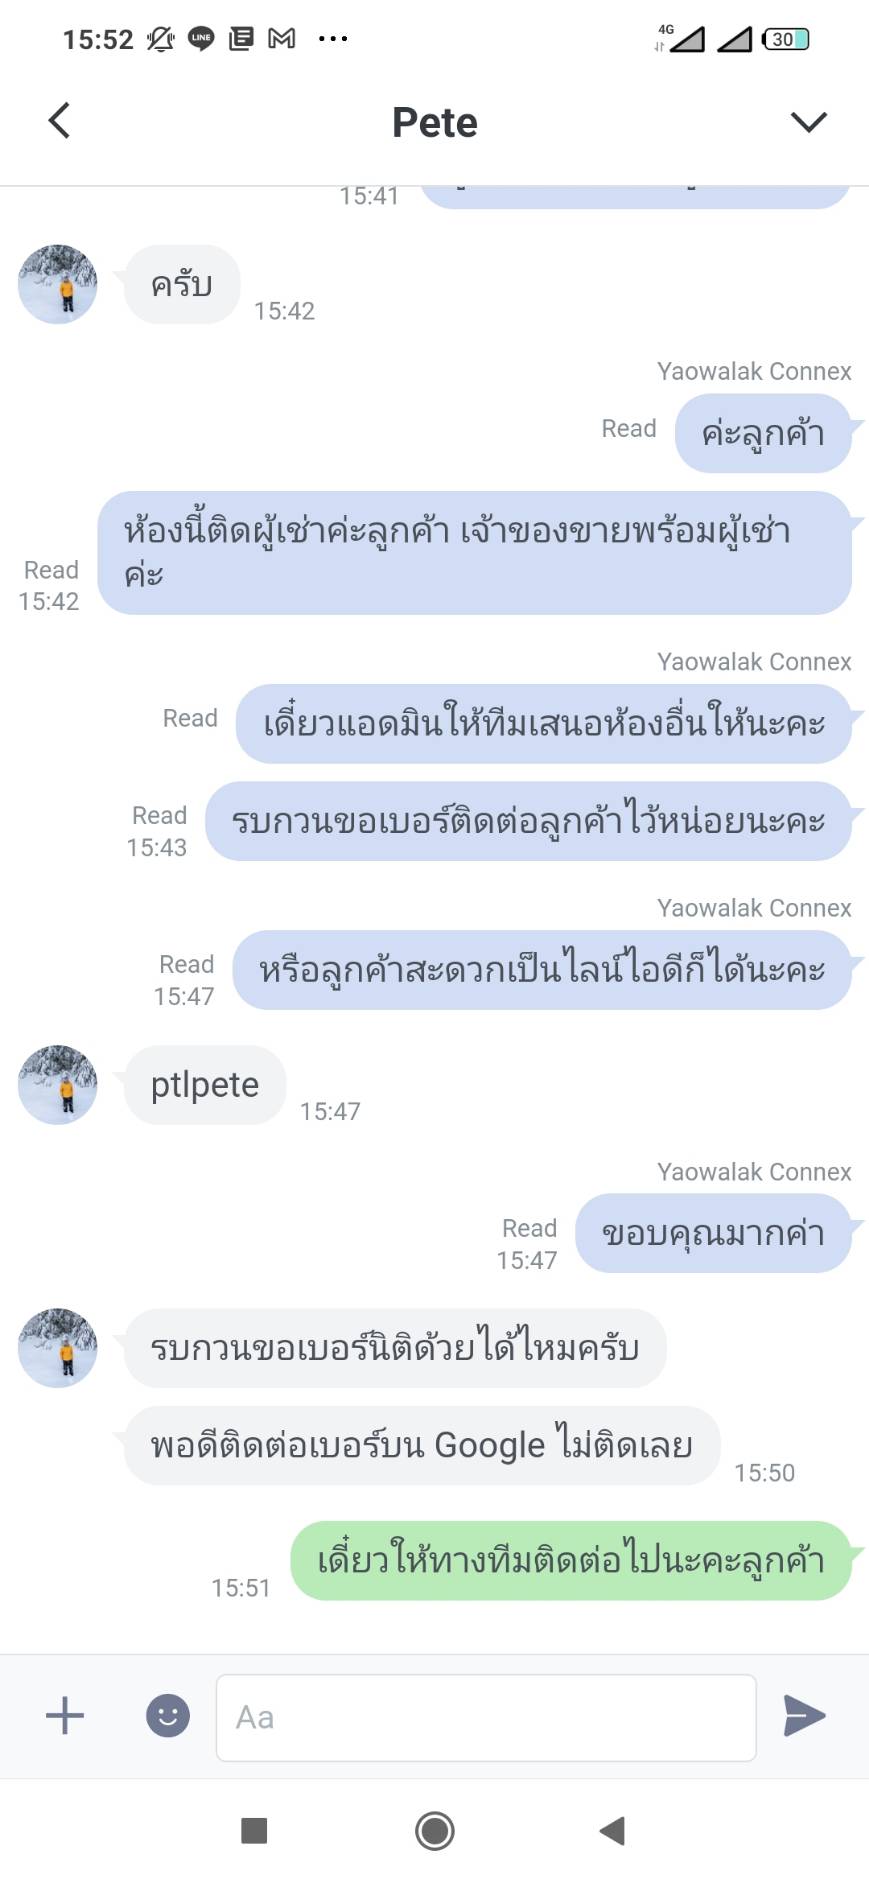 15:52
LINE
4G
30
Pete
15:41
ครับ
15:42
Yaowalak Connex
Read
ค่ะลูกค้า
ห้องนี้ติดผู้เช่าค่ะลูกค้า เจ้าของขายพร้อมผู้เช่า
ค่ะ
Read
15:42
Yaowalak Connex
Read
เดี๋ยวแอดมินให้ทีมเสนอห้องอื่นให้นะคะ
Read
15:43
รบกวนขอเบอร์ติดต่อลูกค้าไว้หน่อยนะคะ
Yaowalak Connex
Read
15:47
หรือลูกค้าสะดวกเป็นไลน์ไอดีก็ได้นะคะ
ptlpete
15:47
Yaowalak Connex
Read
15:47
ขอบคุณมากค่า
รบกวนขอเบอร์นิติด้วยได้ไหมครับ
พอดีติดต่อเบอร์บน Google ไม่ติดเลย
15:50
เดี๋ยวให้ทางทีมติดต่อไปนะคะลูกค้า
15:51
Aa